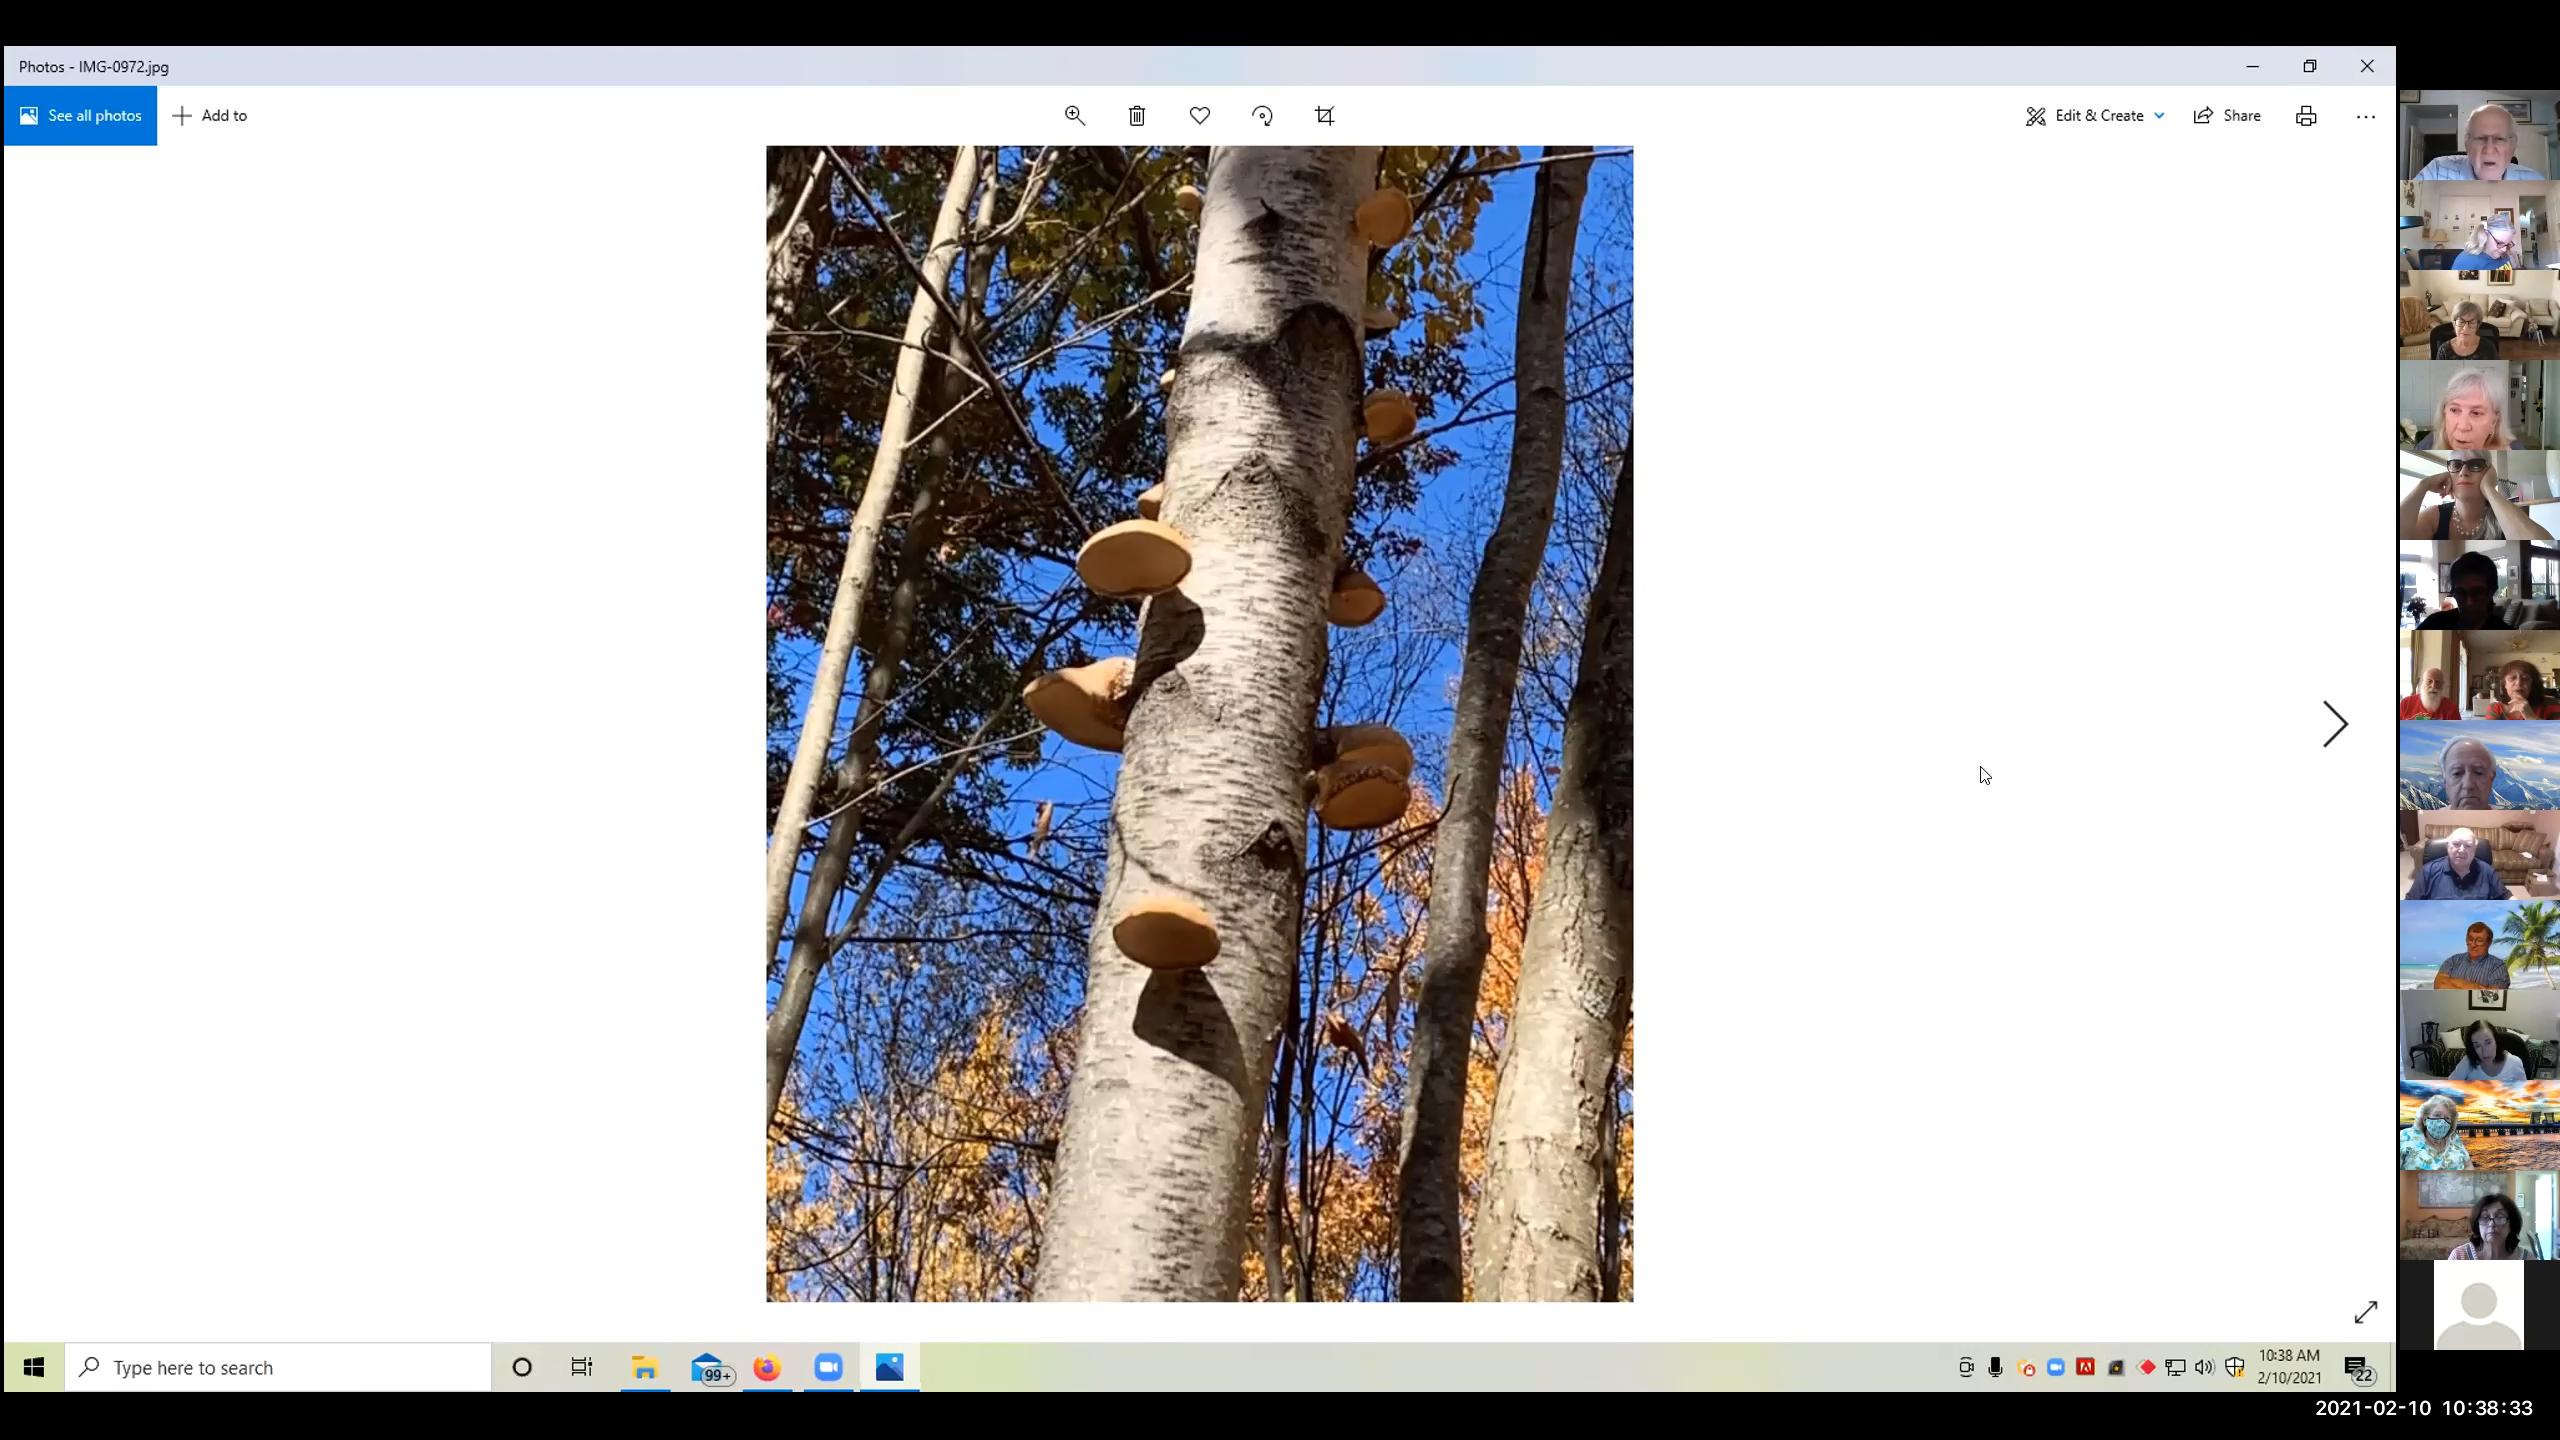 Photos - IMG-0972.jpg
See all photos
Add to
Edit & Create
Share
Type here to search
99+
10:38 AM
2/10/2021
22
2021-02-10 10:38:33